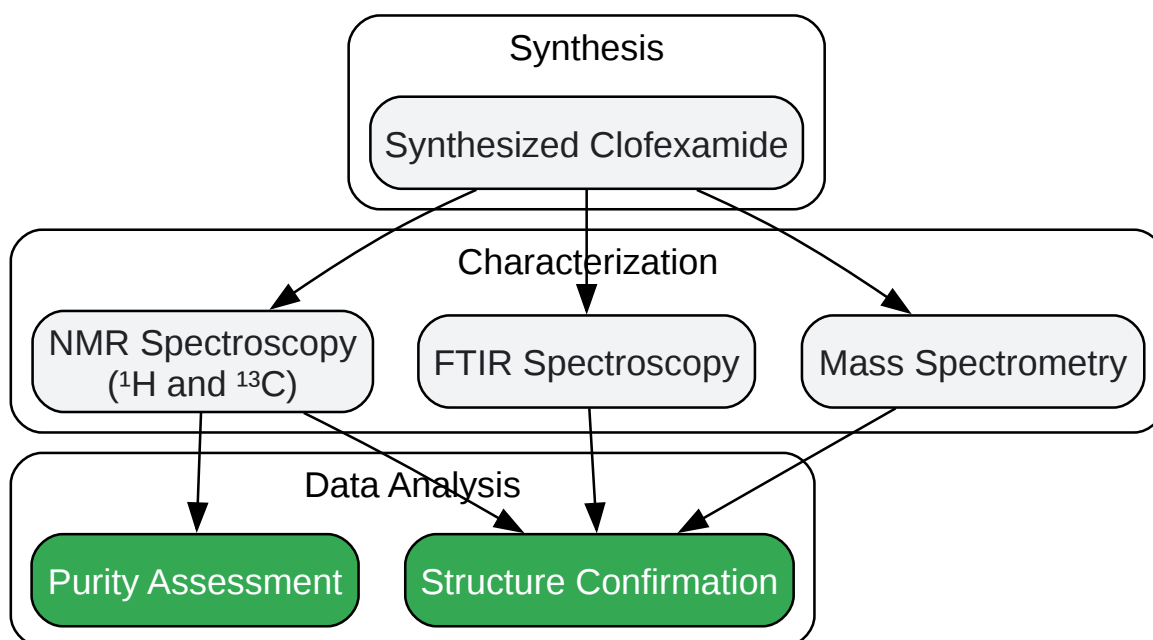 Synthesis
Synthesized Clofexamide
Characterization
NMR Spectroscopy
(¹H and ¹³C)
FTIR Spectroscopy
Mass Spectrometry
Data Analysis
Purity Assessment
Structure Confirmation